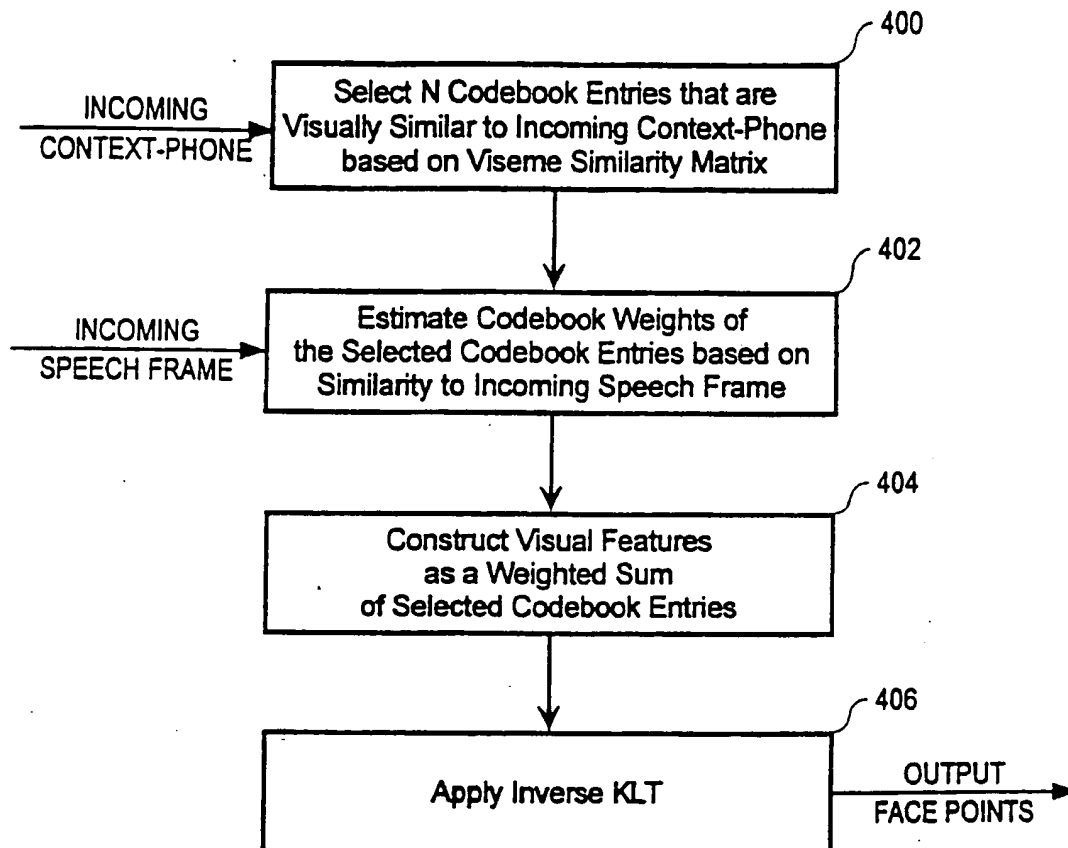 400
Select N Codebook Entries that are
INCOMING
Visually Similar to Incoming Context-Phone
CONTEXT-PHONE
based on Viseme Similarity Matrix
402
Estimate Codebook Weights of
INCOMING
the Selected Codebook Entries based on
SPEECH FRAME
Similarity to Incoming Speech Frame
404
Construct Visual Features
as a Weighted Sum
of Selected Codebook Entries
406
Apply Inverse KLT
OUTPUT
FACE POINTS